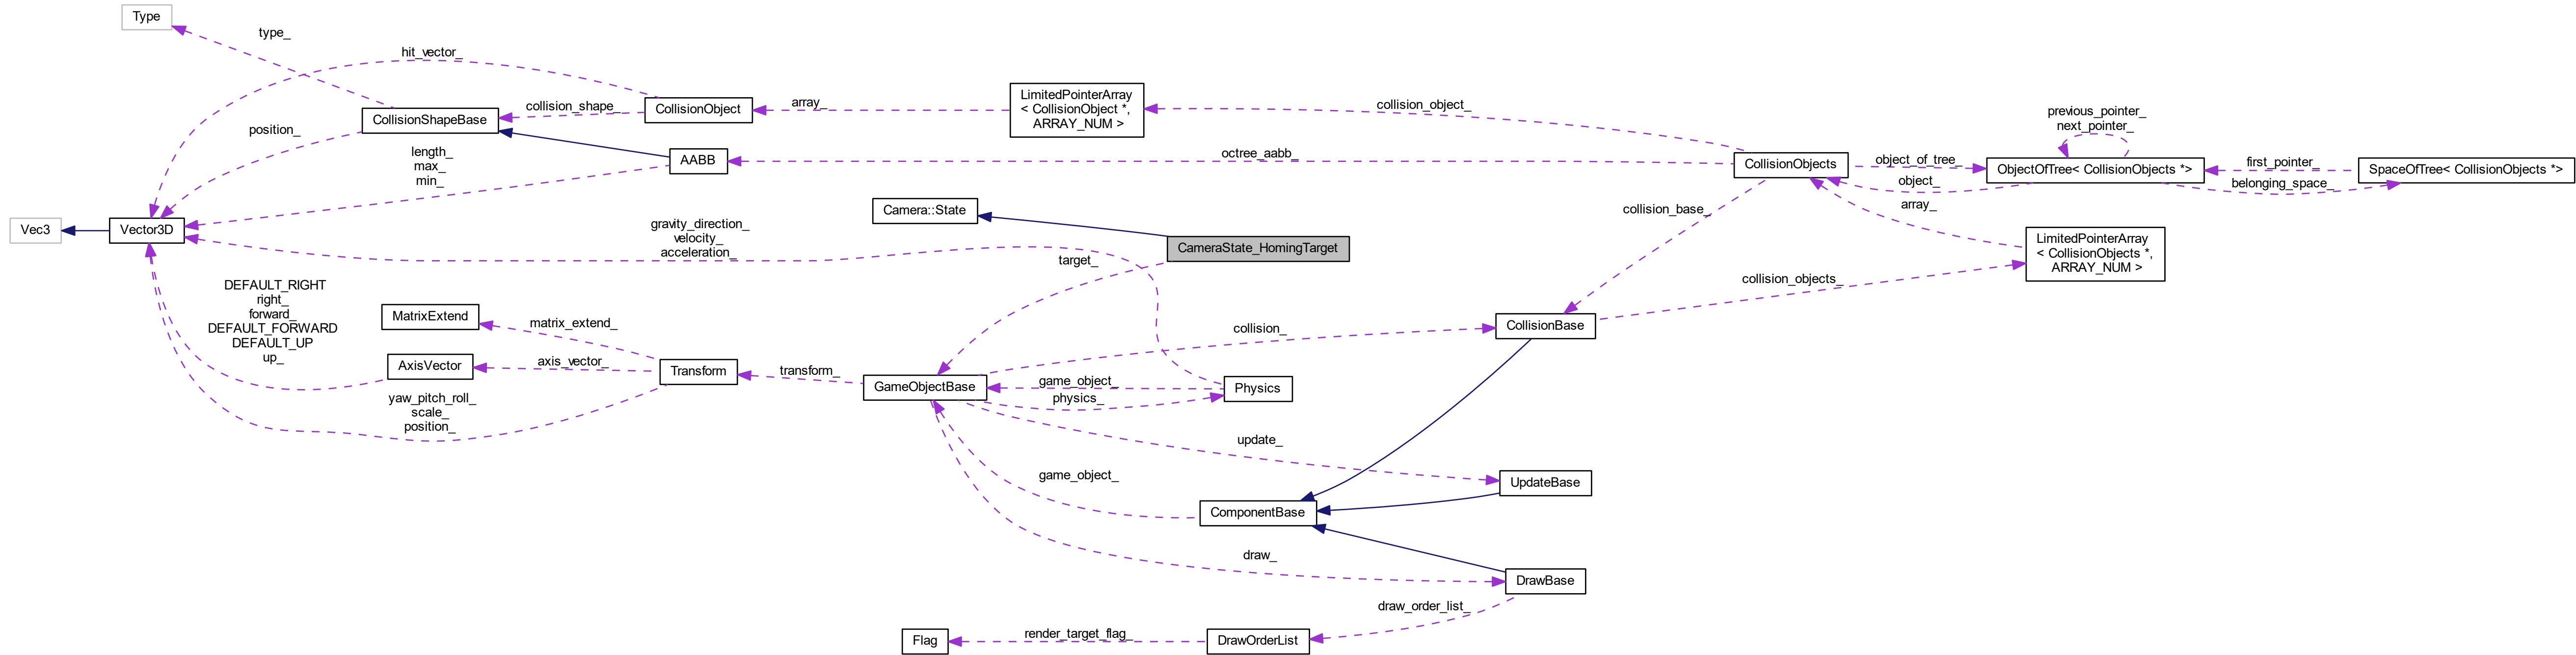 Type
type_
hit_vector_
CollisionShapeBase
collision_shape_
CollisionObject
array_
LimitedPointerArray
< CollisionObject *,
ARRAY_NUM >
collision_object_
position_
length_
max_
min_
AABB
octree_aabb_
CollisionObjects
object_of_tree_
object_
previous_pointer_
next_pointer_
ObjectOfTree< CollisionObjects *>
first_pointer_
belonging_space_
SpaceOfTree< CollisionObjects *>
array_
LimitedPointerArray
< CollisionObjects *,
ARRAY_NUM >
collision_base_
collision_objects_
Vec3
Vector3D
Camera::State
CameraState_HomingTarget
gravity_direction_
velocity_
acceleration_
target_
DEFAULT_RIGHT
right_
forward_
DEFAULT_FORWARD
DEFAULT_UP
up_
MatrixExtend
matrix_extend_
AxisVector
axis_vector_
Transform
transform_
GameObjectBase
collision_
CollisionBase
game_object_
physics_
Physics
yaw_pitch_roll_
scale_
position_
update_
UpdateBase
game_object_
ComponentBase
draw_
DrawBase
draw_order_list_
Flag
render_target_flag_
DrawOrderList